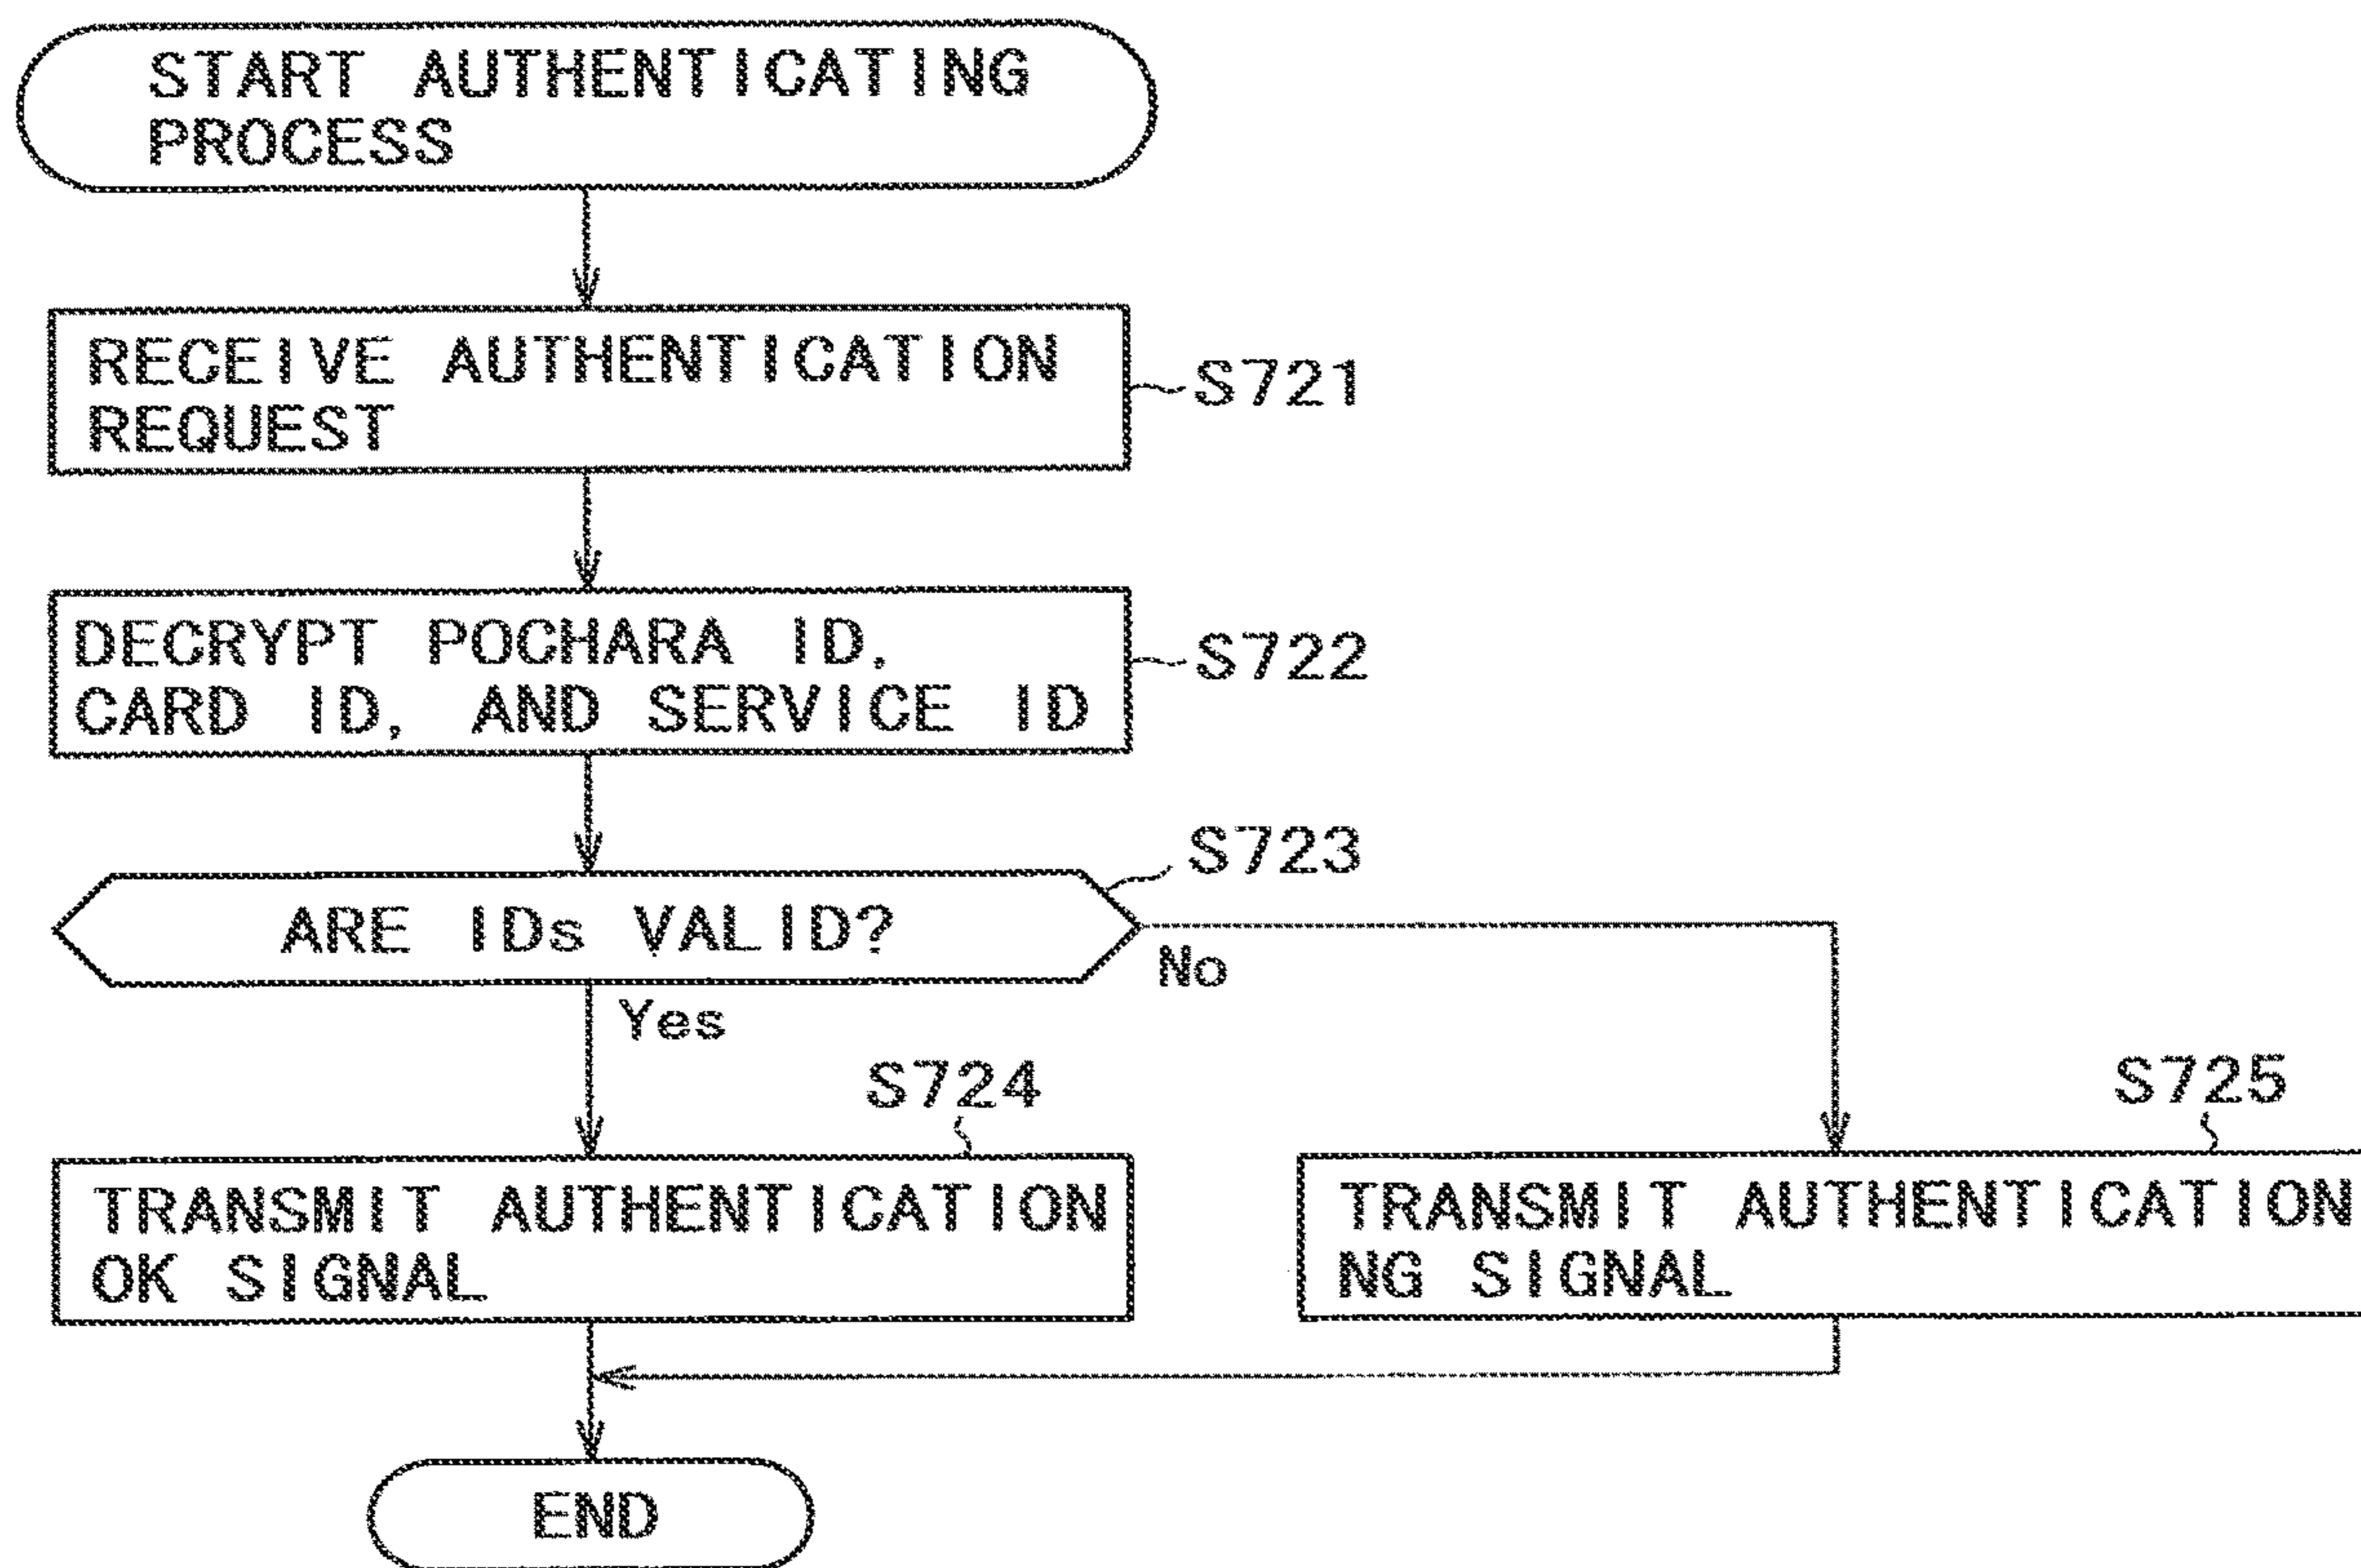 START AUTHENTICATING
PROCESS
RECEIVE AUTHENTICATION
REQUEST
S721
DECRYPT POCHARA ID,
CARD ID, AND SERVICE ID
S722
S723
ARE IDs VALID?
No
Yes
S724
TRANSMIT AUTHENTICATION
OK SIGNAL
S725
TRANSMIT AUTHENTICATION
NG SIGNAL
END